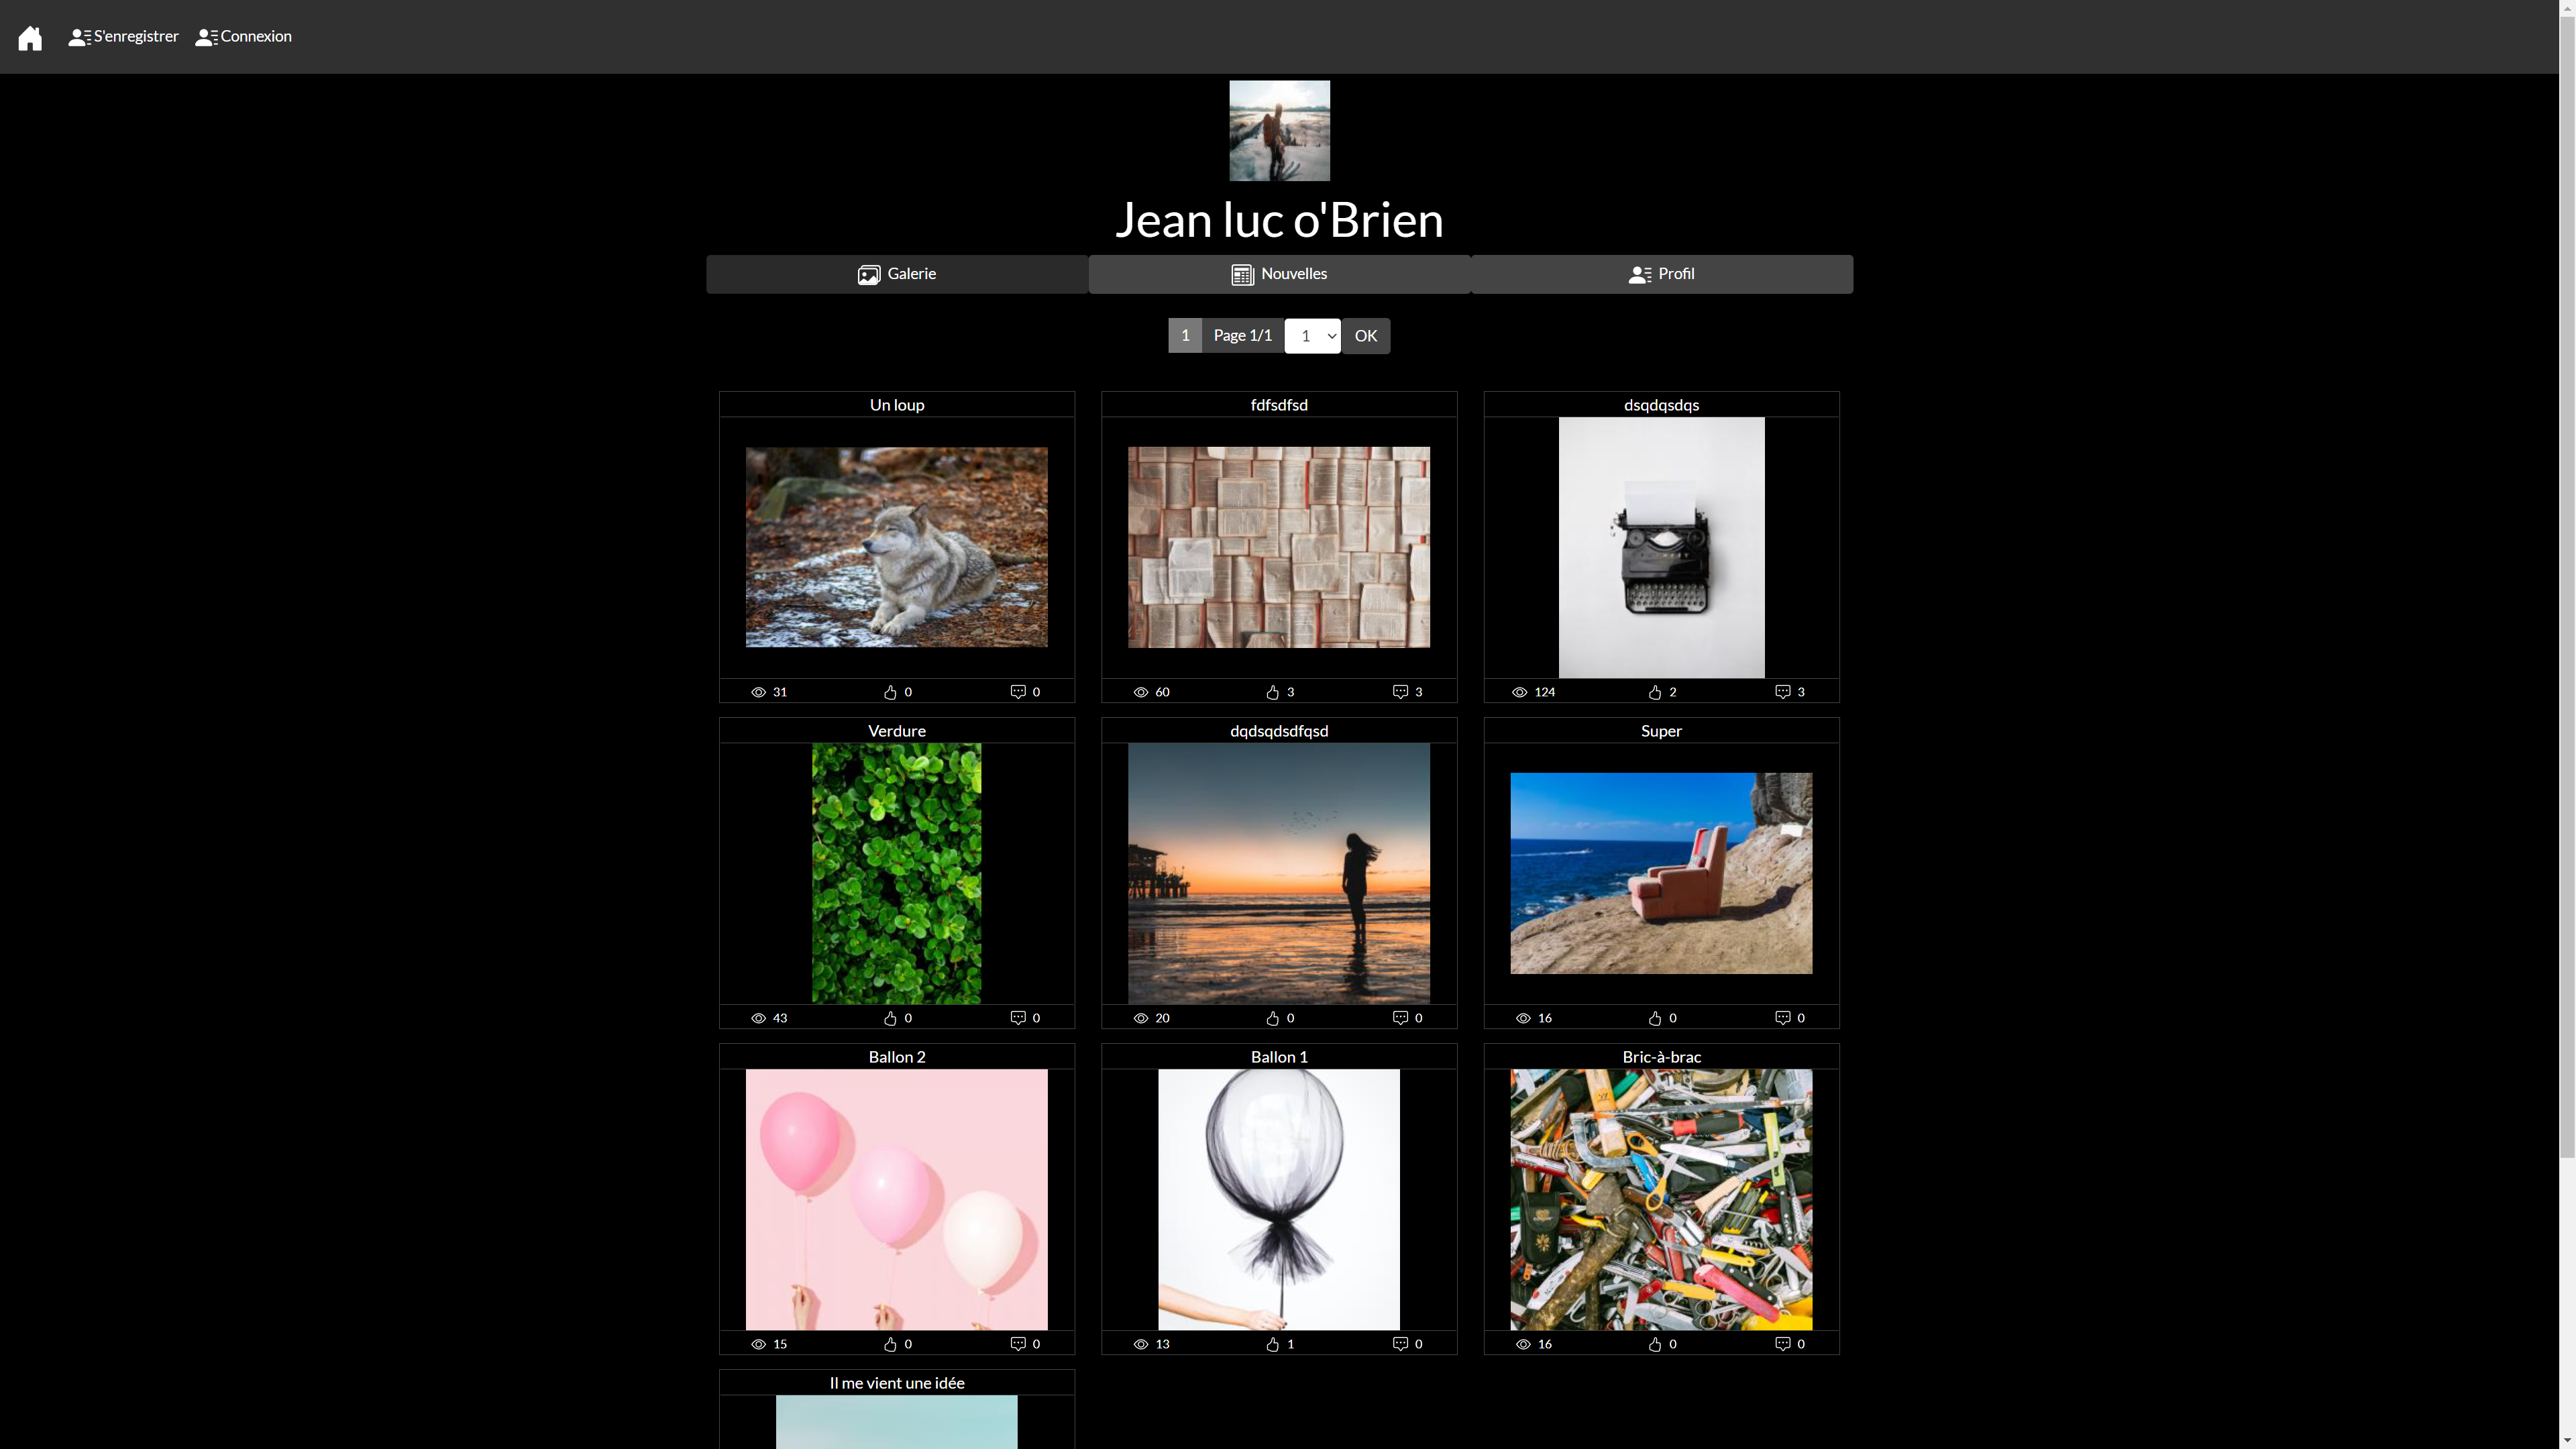 S'enregistrer Connexion
Jean luc o'Brien
Galerie Nouvelles Profil
1 Page 1/1 1 OK
Un loup fdfsdfsd dsqdqsdqs
31 0 0 60 3 3 124 2 3
Verdure dqdsqdsdfqsd Super
43 0 0 20 0 0 16 0 0
Ballon 2 Ballon 1 Bric-à-brac
15 0 0 13 1 0 16 0 0
Il me vient une idée